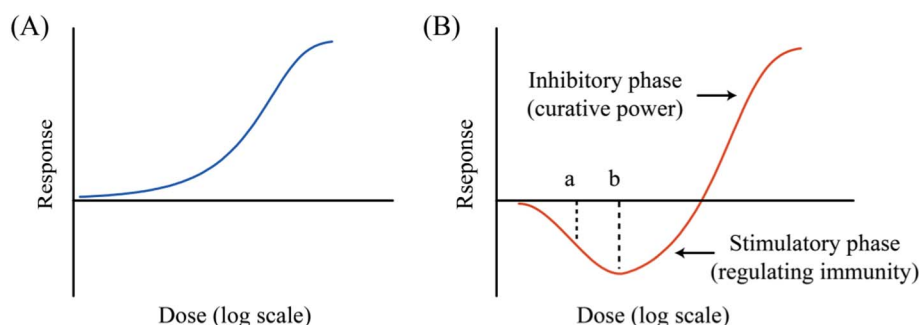 (A)
Response
Dose (log scale)
(B)
Rseponse
Inhibitory phase
(curative power)
a
b
Stimulatory phase
(regulating immunity)
Dose (log scale)